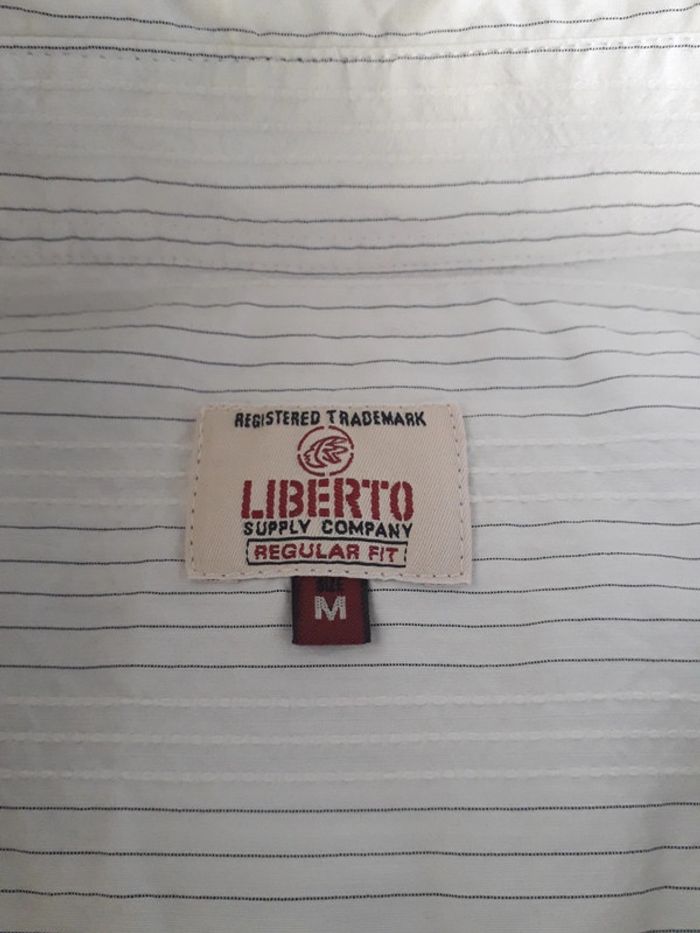 REGISTERED TRADEMARK
LIBERTO
SUPPLY COMPANY
REGULAR FIT
M